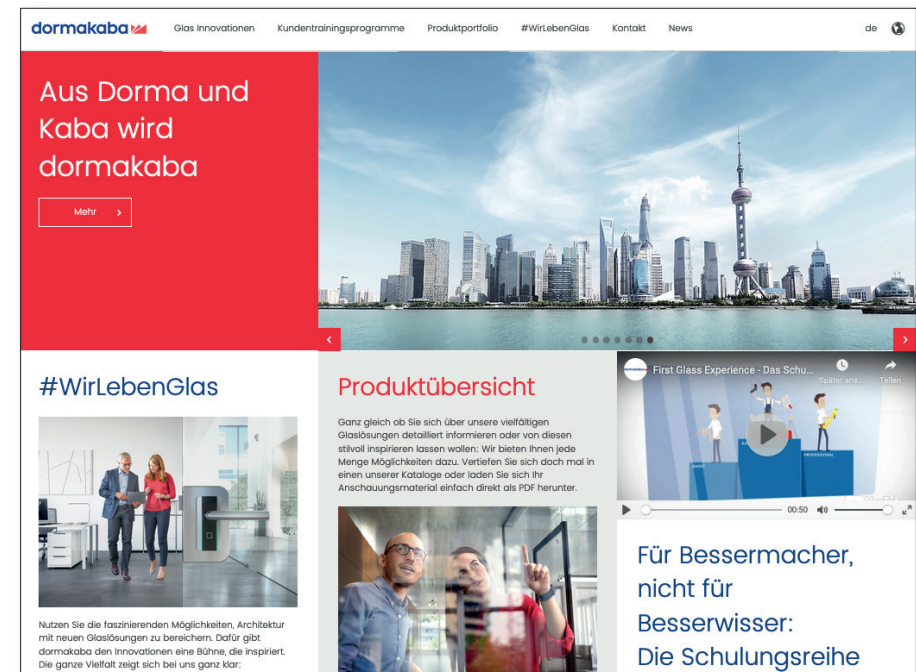 dormakaba
Glas Innovationen
Kundentrainingsprogramme
Produktportfolio
#WirLebenGlas
Kontakt
News
de
Aus Dorma und
Kaba wird
dormakaba
Mehr
#WirLebenGlas
Nutzen Sie die faszinierenden Möglichkeiten, Architektur
mit neuen Glaslösungen zu bereichern. Dafür gibt
dormakaba den Innovationen eine Bühne, die inspiriert.
Die ganze Vielfalt zeigt sich bei uns ganz klar:
Produktübersicht
Ganz gleich ob Sie sich über unsere vielfältigen
Glaslösungen detailliert informieren oder von diesen
stilvoll inspirieren lassen wollen: Wir bieten Ihnen jede
Menge Möglichkeiten dazu. Vertiefen Sie sich doch mal in
einen unserer Kataloge oder laden Sie sich Ihr
Anschauungsmaterial einfach direkt als PDF herunter.
First Glass Experience - Das Schu...
Später ans...
Teilen
BASIC
PROFESSIONAL
00:50
Für Bessermacher,
nicht für
Besserwisser:
Die Schulungsreihe